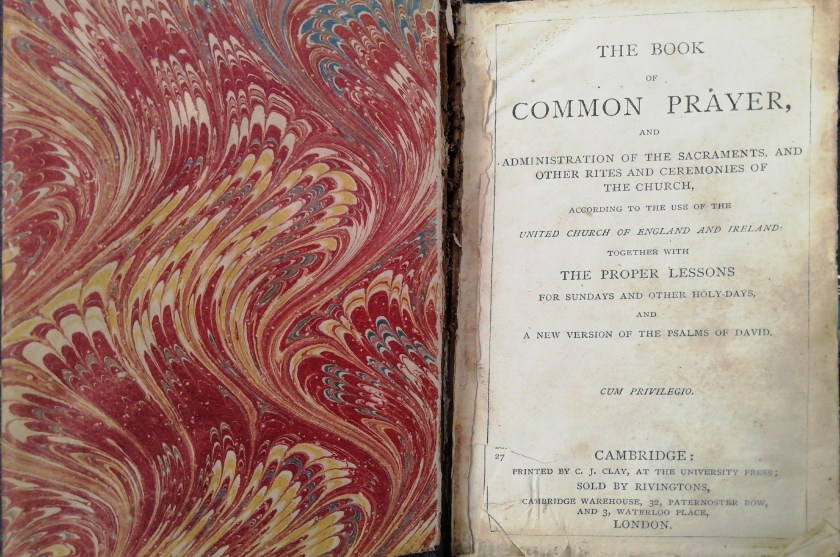 THE BOOK
OF
COMMON PRAYER,
AND
ADMINISTRATION OF THE SACRAMENTS, AND
OTHER RITES AND CEREMONIES OF
THE CHURCH,
ACCORDING TO THE USE OF THE
UNITED CHURCH OF ENGLAND AND IRELAND:
TOGETHER WITH
THE PROPER LESSONS
FOR SUNDAYS AND OTHER HOLY-DAYS,
AND
A NEW VERSION OF THE PSALMS OF DAVID.
CUM PRIVILEGIO.
27
CAMBRIDGE:
PRINTED BY C. J. CLAY, AT THE UNIVERSITY PRESS;
SOLD BY RIVINGTONS,
CAMBRIDGE WAREHOUSE, 32, PATERNOSTER ROW,
AND 3, WATERLOO PLACE,
LONDON.